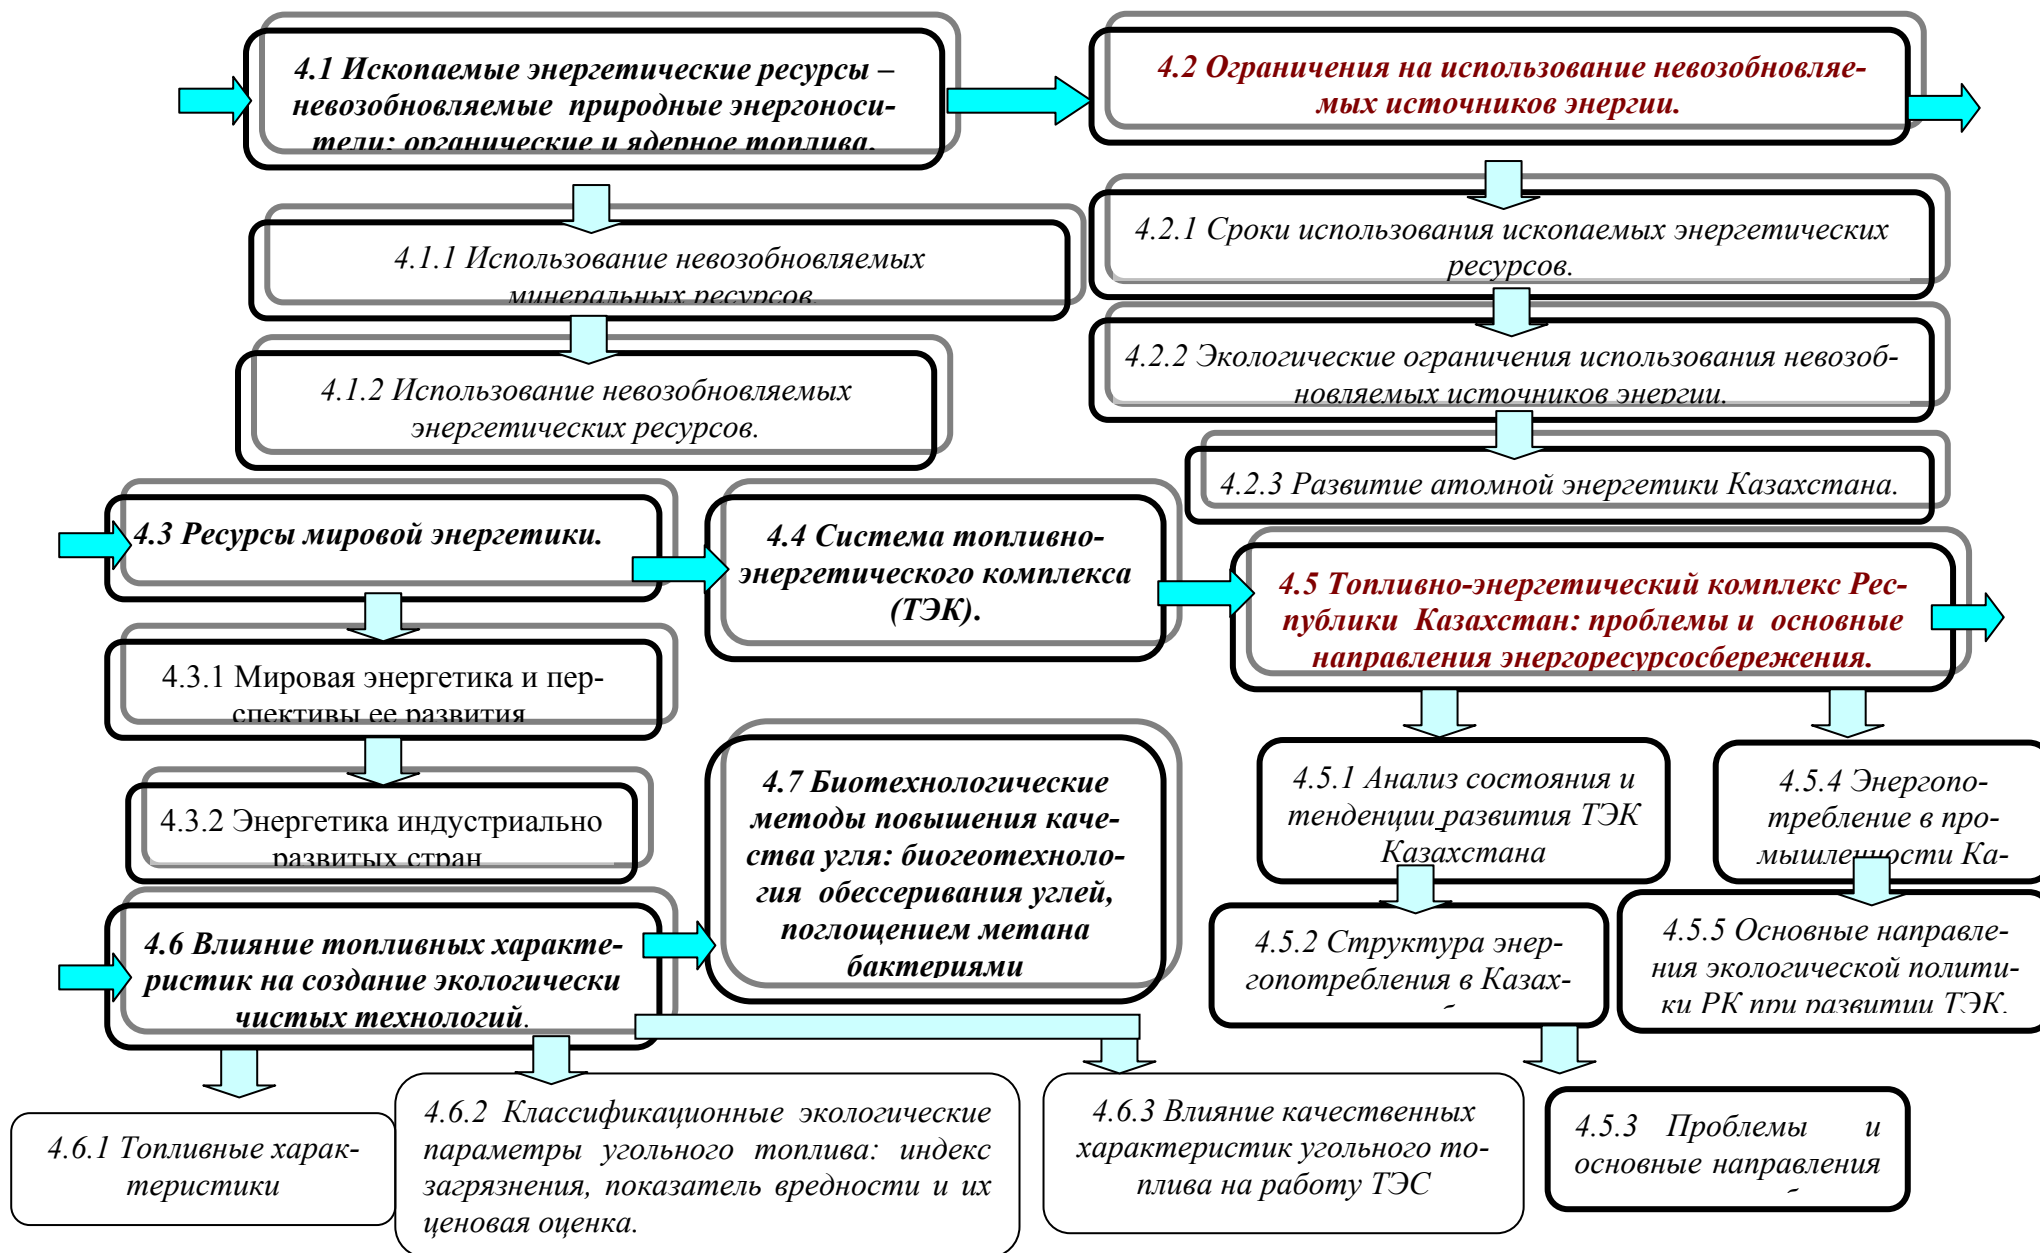 4.1 Ископаемые энергетические ресурсы –
невозобновляемые природные энергоноси-
тели: органические и ядерное топлива.
4.2 Ограничения на использование невозобновляе-
мых источников энергии.
4.1.1 Использование невозобновляемых
минеральных ресурсов.
4.1.2 Использование невозобновляемых
энергетических ресурсов.
4.2.1 Сроки использования ископаемых энергетических
ресурсов.
4.2.2 Экологические ограничения использования невозоб-
новляемых источников энергии.
4.2.3 Развитие атомной энергетики Казахстана.
4.3 Ресурсы мировой энергетики.
4.4 Система топливно-
энергетического комплекса
(ТЭК).
4.5 Топливно-энергетический комплекс Рес-
публики Казахстан: проблемы и основные
направления энергоресурсосбережения.
4.3.1 Мировая энергетика и пер-
спективы ее развития
4.3.2 Энергетика индустриально
развитых стран
4.5.1 Анализ состояния и
тенденции развития ТЭК
Казахстана
4.5.4 Энергопо-
требление в про-
мышленности Ка-
4.5.2 Структура энер-
гопотребления в Казах-
4.5.5 Основные направле-
ния экологической полити-
ки РК при развитии ТЭК.
4.5.3 Проблемы и
основные направления
4.6 Влияние топливных характе-
ристик на создание экологически
чистых технологий.
4.7 Биотехнологические
методы повышения каче-
ства угля: биогеотехноло-
гия обессеривания углей,
поглощением метана
бактериями
4.6.1 Топливные харак-
теристики
4.6.2 Классификационные экологические
параметры угольного топлива: индекс
загрязнения, показатель вредности и их
ценовая оценка.
4.6.3 Влияние качественных
характеристик угольного то-
плива на работу ТЭС